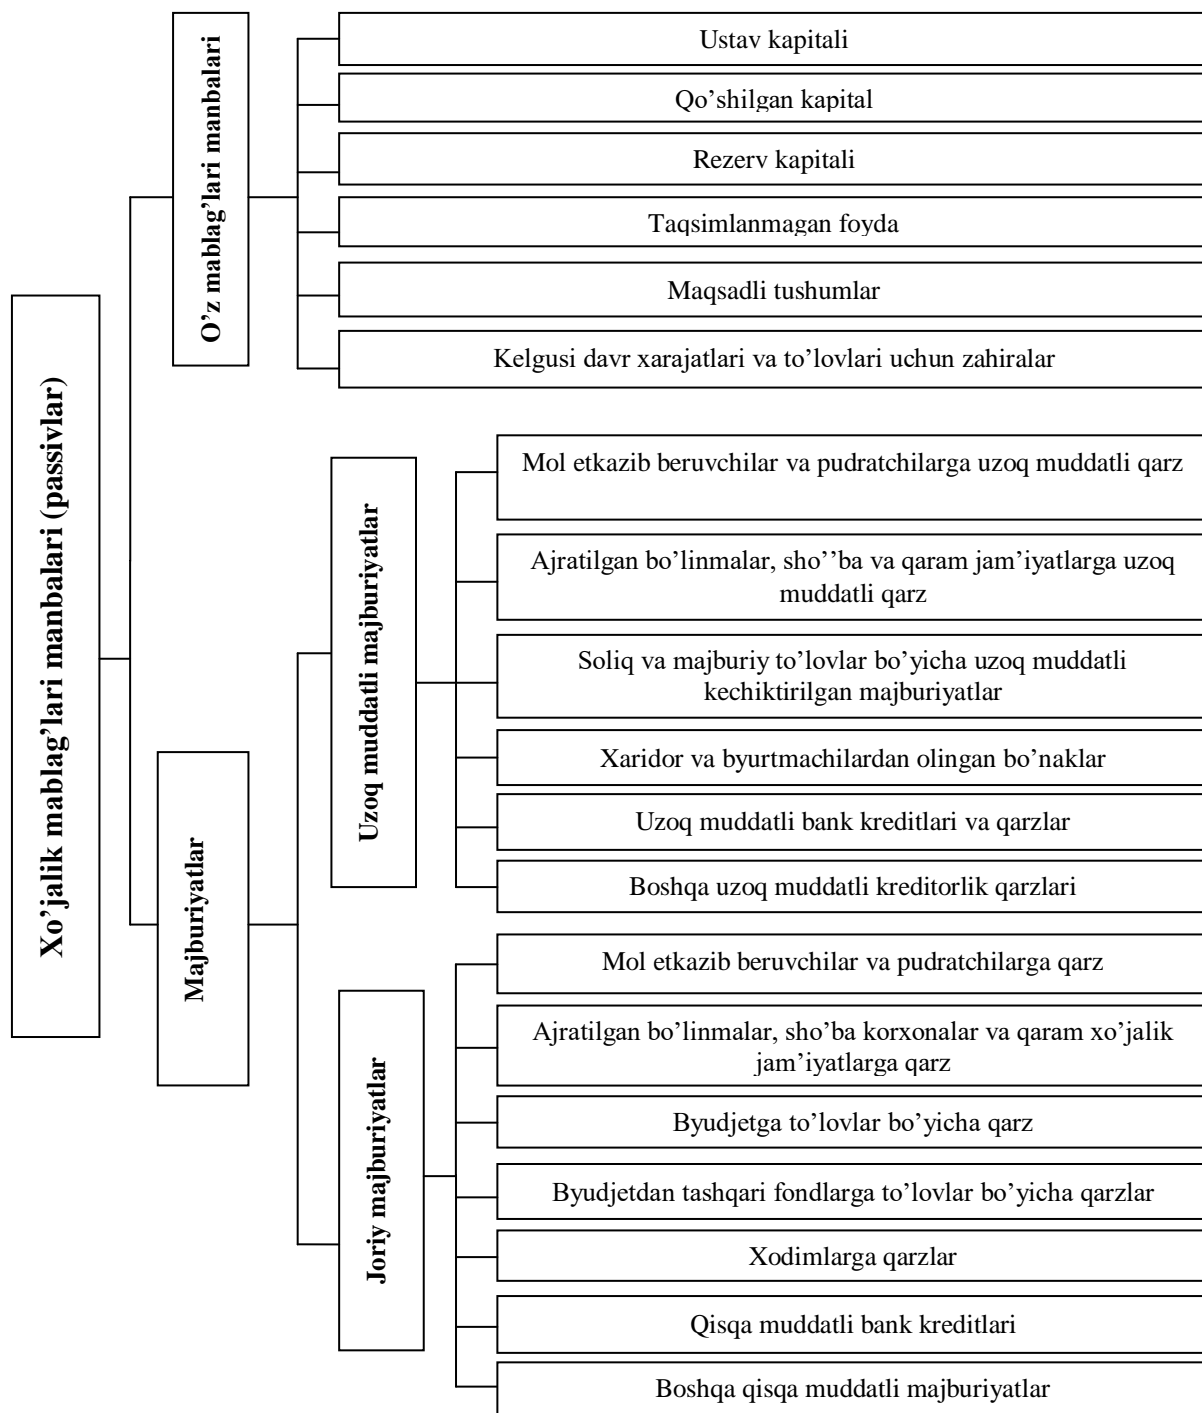 Xo’jalik mablag’lari manbalari (passivlar)
O’z mablag’lari manbalari
Ustav kapitali
Qo’shilgan kapital
Rezerv kapitali
Taqsimlanmagan foyda
Maqsadli tushumlar
Kelgusi davr xarajatlari va to’lovlari uchun zahiralar
Majburiyatlar
Uzoq muddatli majburiyatlar
Mol etkazib beruvchilar va pudratchilarga uzoq muddatli qarz
Ajratilgan bo’linmalar, sho’’ba va qaram jam’iyatlarga uzoq
muddatli qarz
Soliq va majburiy to’lovlar bo’yicha uzoq muddatli
kechiktirilgan majburiyatlar
Xaridor va byurtmachilardan olingan bo’naklar
Uzoq muddatli bank kreditlari va qarzlar
Boshqa uzoq muddatli kreditorlik qarzlari
Joriy majburiyatlar
Mol etkazib beruvchilar va pudratchilarga qarz
Ajratilgan bo’linmalar, sho’ba korxonalar va qaram xo’jalik
jam’iyatlarga qarz
Byudjetga to’lovlar bo’yicha qarz
Byudjetdan tashqari fondlarga to’lovlar bo’yicha qarzlar
Xodimlarga qarzlar
Qisqa muddatli bank kreditlari
Boshqa qisqa muddatli majburiyatlar